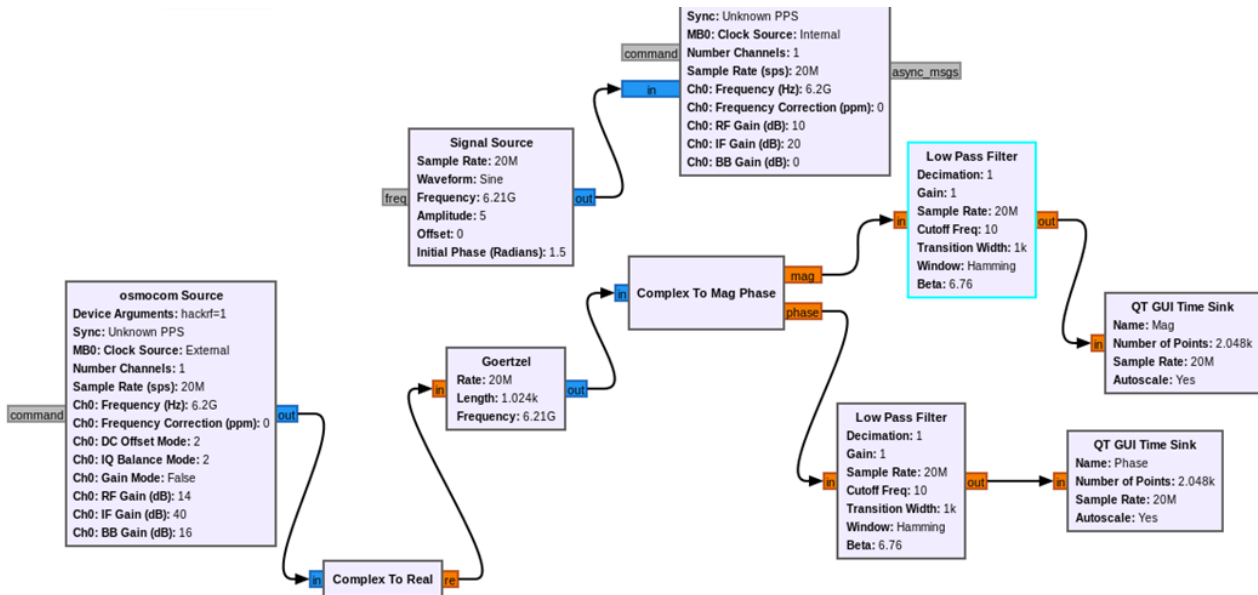 Sync: Unknown PPS
MB0: Clock Source: Internal
Number Channels: 1
Sample Rate (sps): 20M
Ch0: Frequency (Hz): 6.2G
Ch0: Frequency Correction (ppm): 0
Ch0: RF Gain (dB): 10
Ch0: IF Gain (dB): 20
Ch0: BB Gain (dB): 0
command
in
async_msgs
Signal Source
Sample Rate: 20M
Waveform: Sine
Frequency: 6.21G
Amplitude: 5
Offset: 0
Initial Phase (Radians): 1.5
freq
out
Low Pass Filter
Decimation: 1
Gain: 1
Sample Rate: 20M
Cutoff Freq: 10
Transition Width: 1k
Window: Hamming
Beta: 6.76
in
out
Complex To Mag Phase
in
mag
phase
osmocom Source
Device Arguments: hackrf=1
Sync: Unknown PPS
MB0: Clock Source: External
Number Channels: 1
Sample Rate (sps): 20M
Ch0: Frequency (Hz): 6.2G
Ch0: Frequency Correction (ppm): 0
Ch0: DC Offset Mode: 2
Ch0: IQ Balance Mode: 2
Ch0: Gain Mode: False
Ch0: RF Gain (dB): 14
Ch0: IF Gain (dB): 40
Ch0: BB Gain (dB): 16
command
out
QT GUI Time Sink
Name: Mag
Number of Points: 2.048k
Sample Rate: 20M
Autoscale: Yes
in
Goertzel
Rate: 20M
Length: 1.024k
Frequency: 6.21G
in
out
Low Pass Filter
Decimation: 1
Gain: 1
Sample Rate: 20M
Cutoff Freq: 10
Transition Width: 1k
Window: Hamming
Beta: 6.76
in
out
QT GUI Time Sink
Name: Phase
Number of Points: 2.048k
Sample Rate: 20M
Autoscale: Yes
in
in
Complex To Real
re